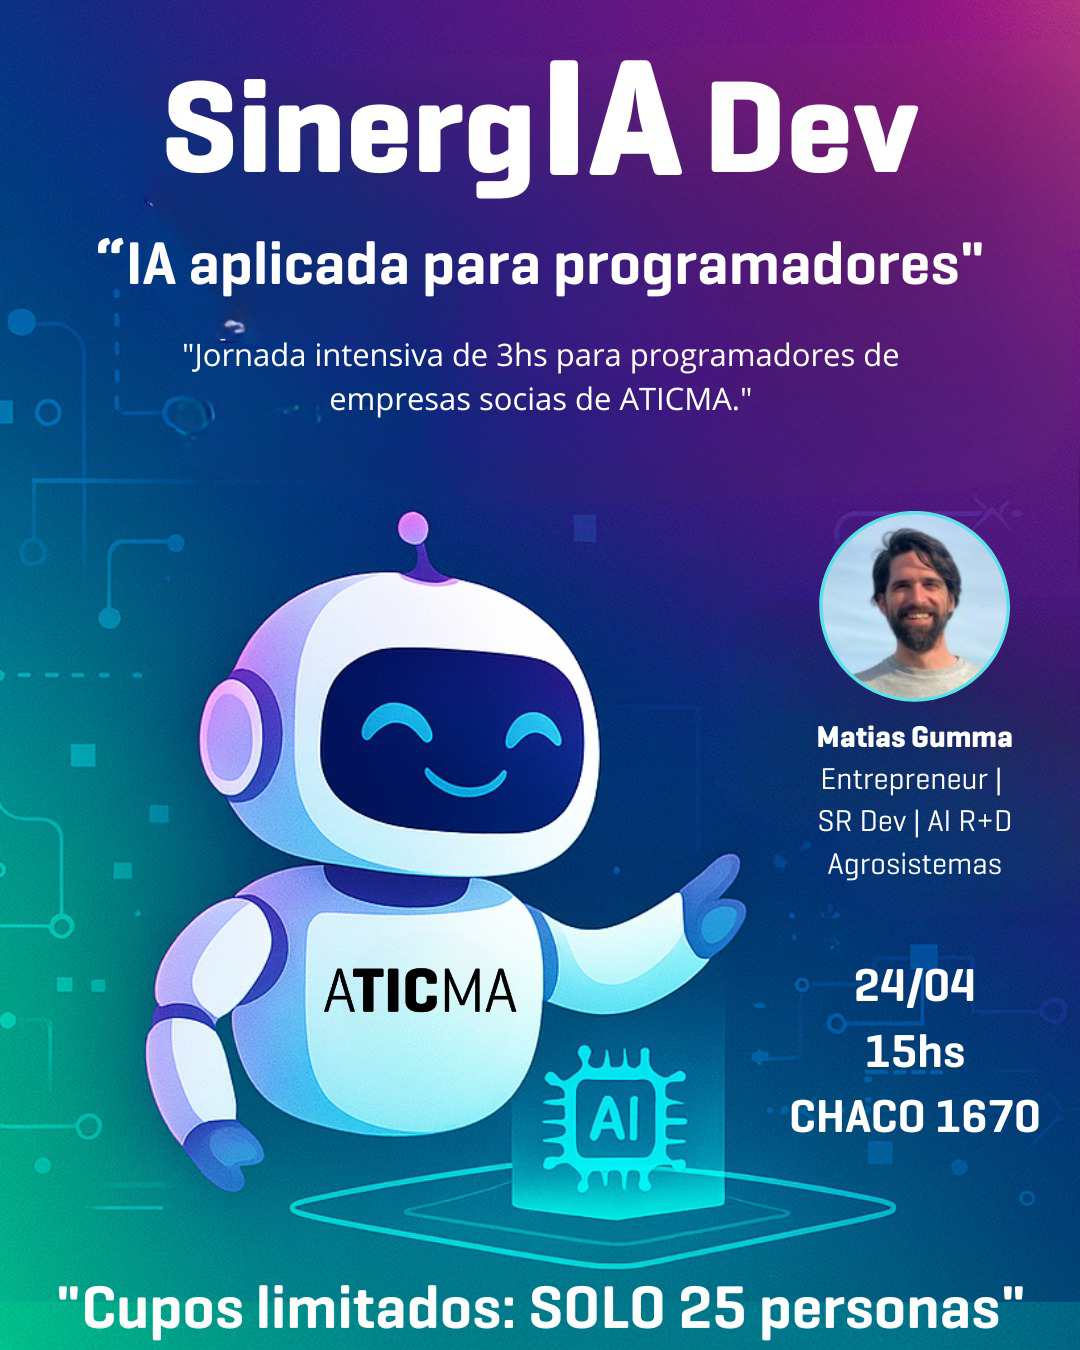 SinergIA Dev
“IA aplicada para programadores"
"Jornada intensiva de 3hs para programadores de
empresas socias de ATICMA."
Matias Gumma
Entrepreneur |
SR Dev | AI R+D
Agrosistemas
ATICMA
24/04
15hs
CHACO 1670
AI
"Cupos limitados: SOLO 25 personas"